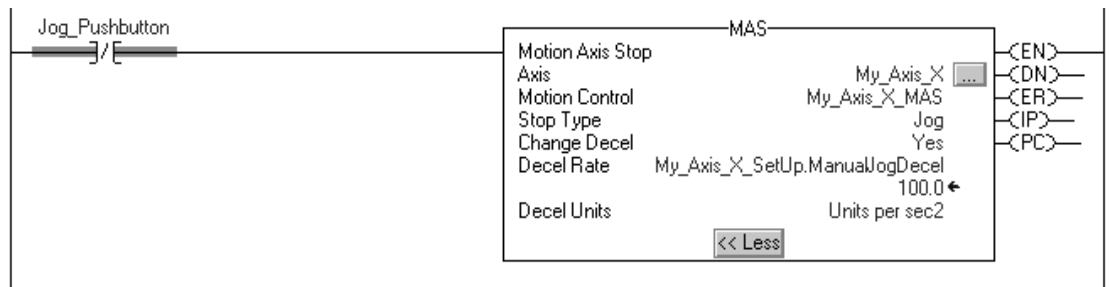 Jog_Pushbutton
MAS
Motion Axis Stop
Axis My_Axis_X ...
Motion Control My_Axis_X_MAS
Stop Type Jog
Change Decel Yes
Decel Rate My_Axis_X_SetUp.ManualJogDecel
100.0
Decel Units Units per sec2
<< Less
EN
DN
ER
IP
PC